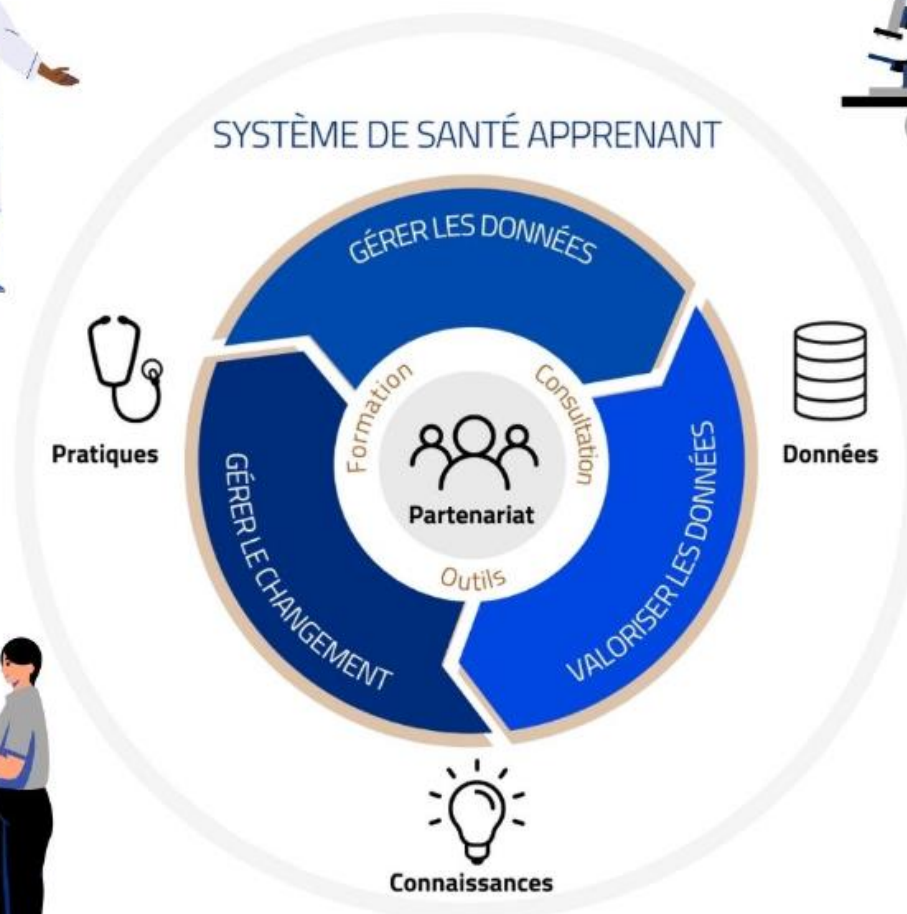 SYSTÈME DE SANTÉ APPRENANT
GÉRER LES DONNÉES
Formation
Consultation
Pratiques
Partenariat
Données
GÉRER LE CHANGEMENT
Outils
VALORISER LES DONNÉES
Connaissances